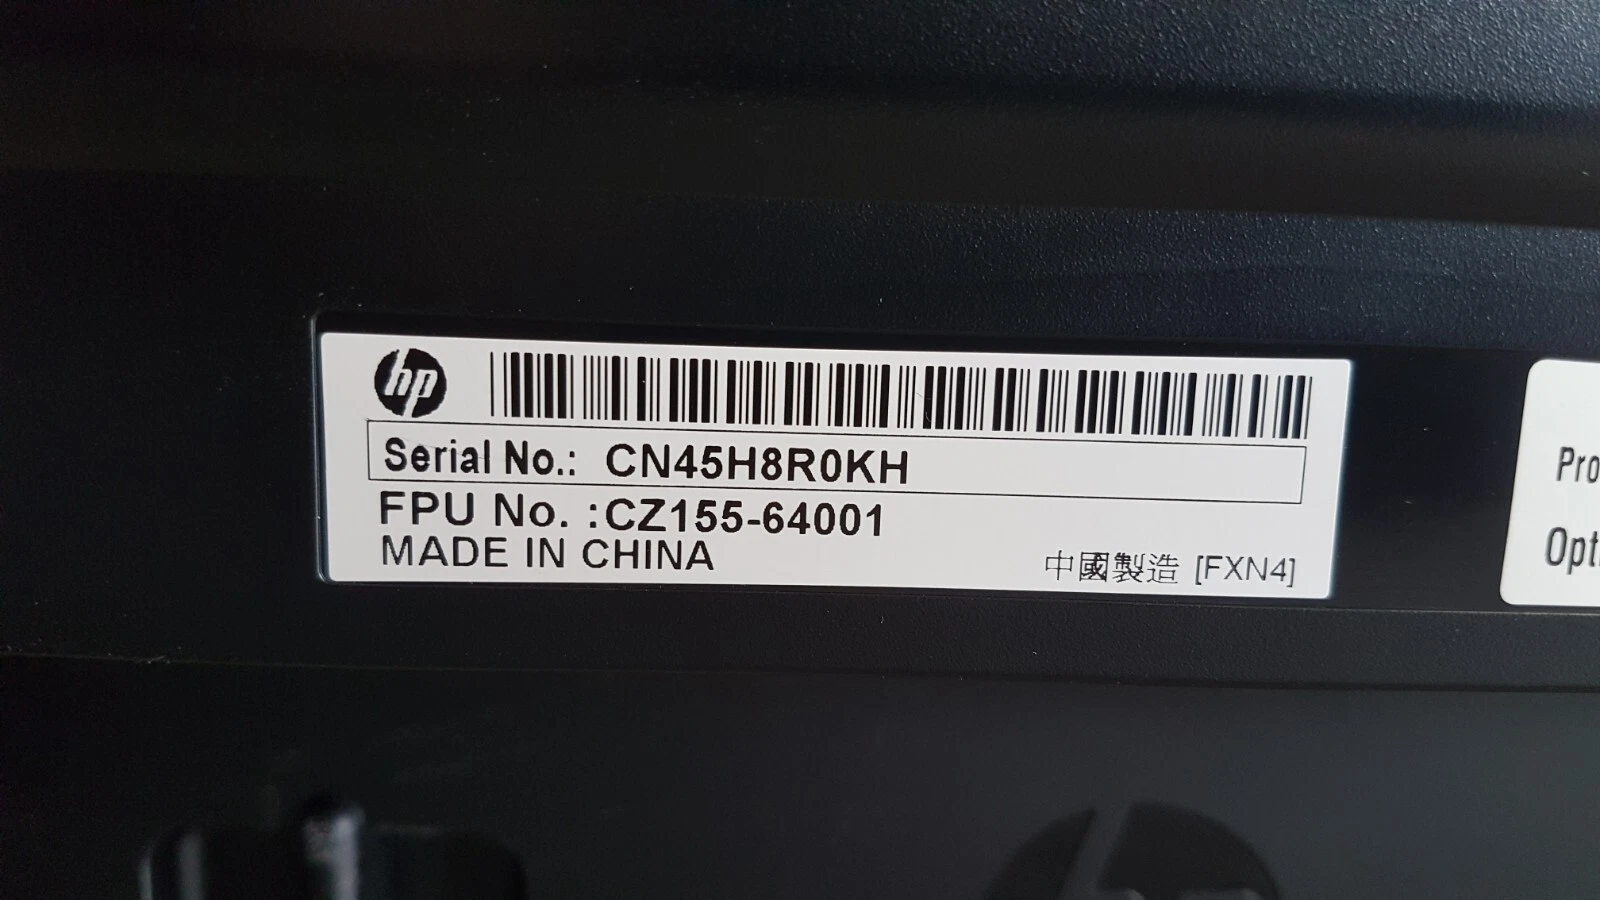 hp
Serial No.: CN45H8R0KH
FPU No. :CZ155-64001
MADE IN CHINA
中國製造 [FXN4]